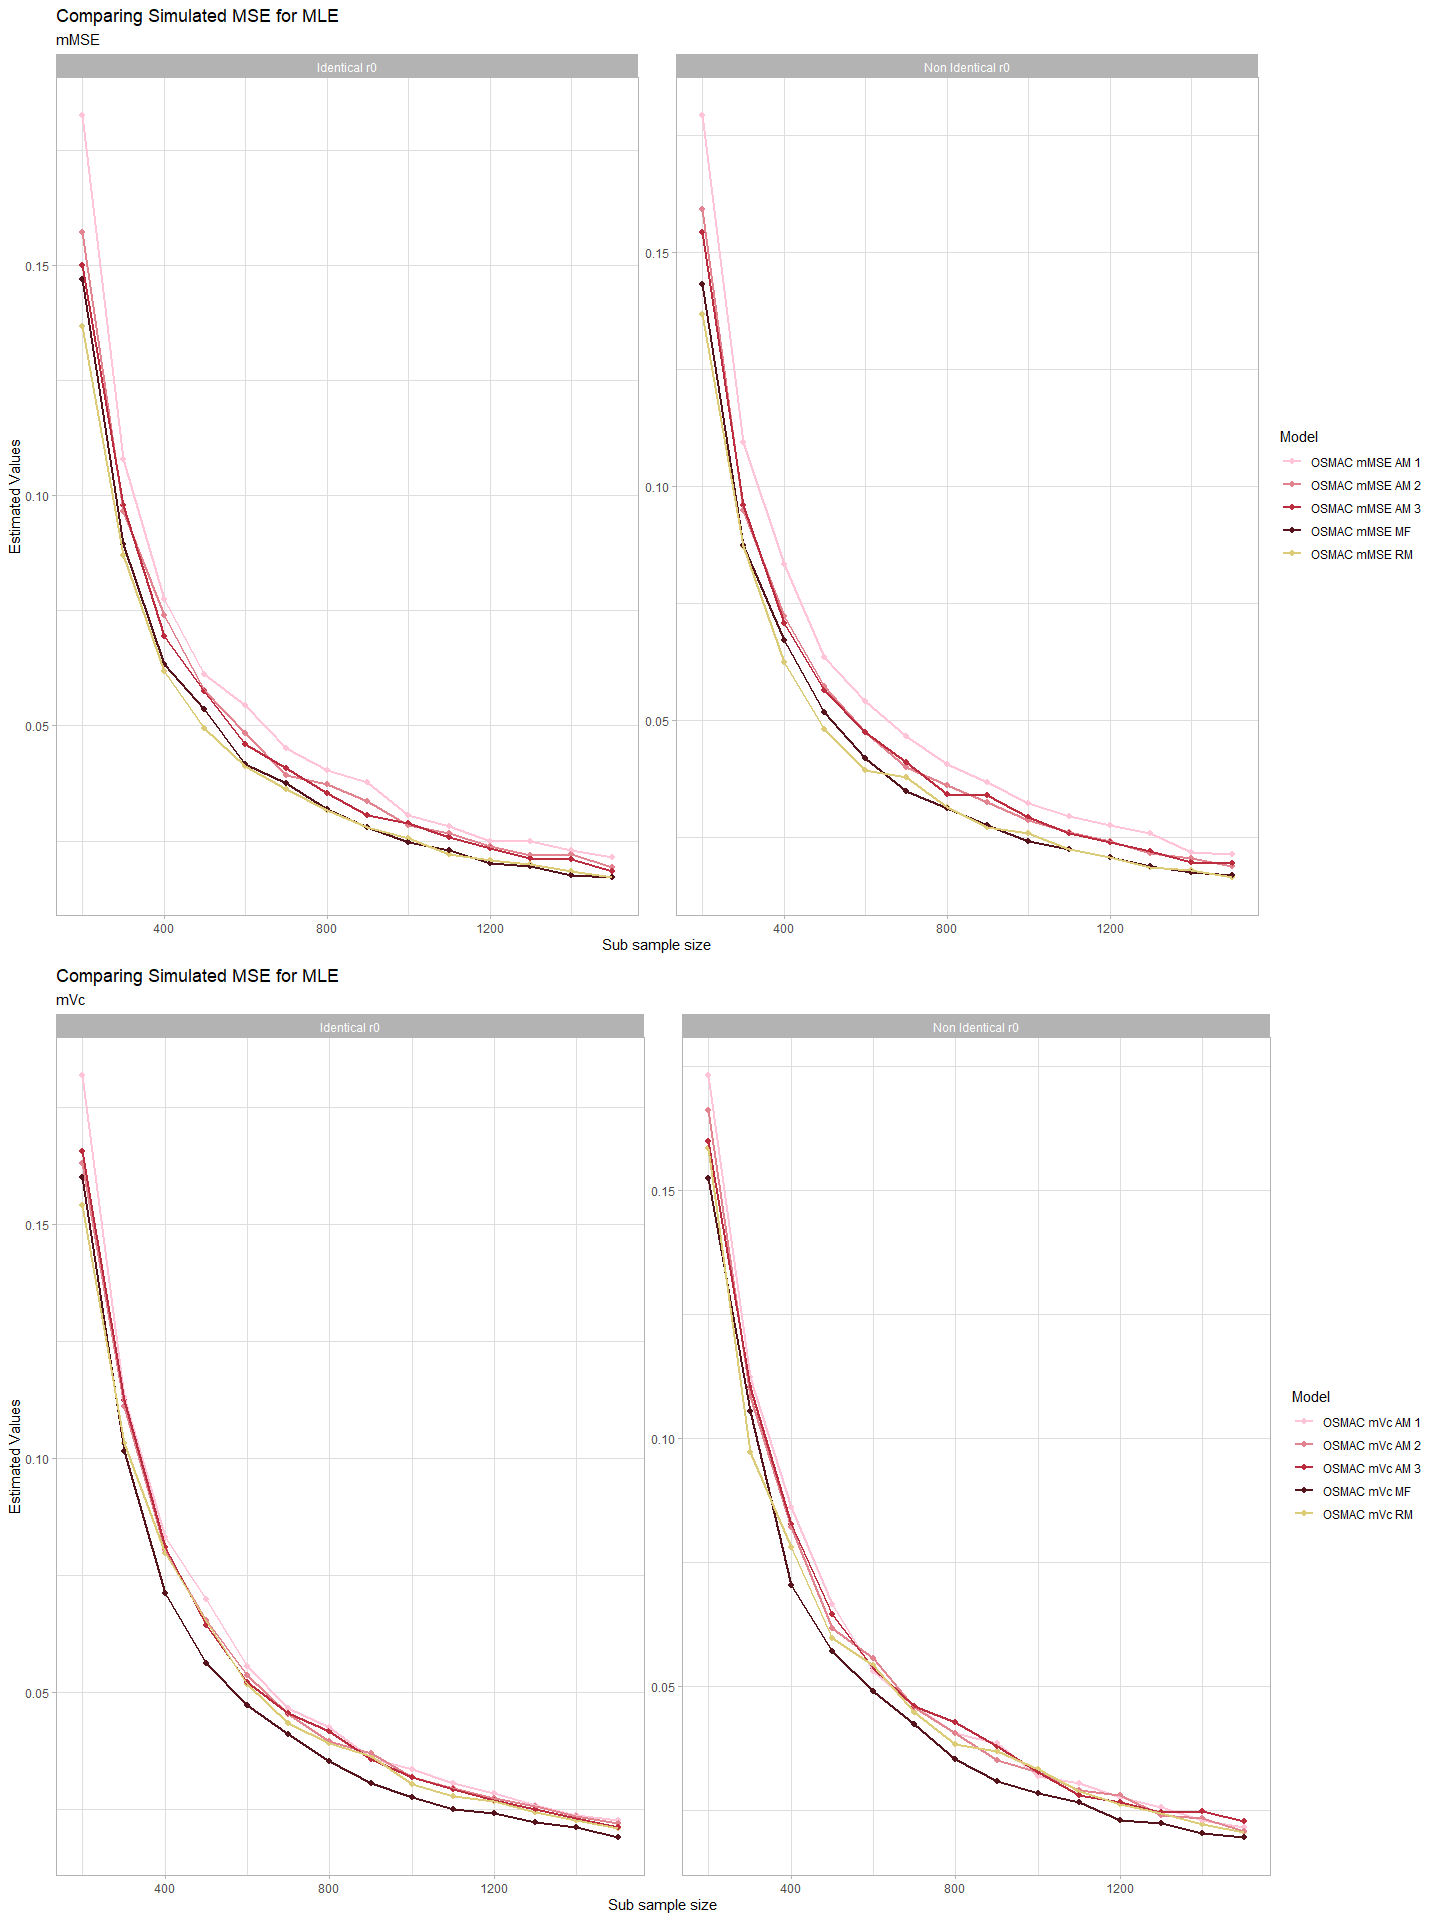 Comparing Simulated MSE for MLE
mMSE
Identical r0
Non Identical r0
Estimated Values
0.15
0.10
0.05
0.15
0.10
0.05
400
800
1200
400
800
1200
Sub sample size
Model
OSMAC mMSE AM 1
OSMAC mMSE AM 2
OSMAC mMSE AM 3
OSMAC mMSE MF
OSMAC mMSE RM
Comparing Simulated MSE for MLE
mVc
Identical r0
Non Identical r0
Estimated Values
0.15
0.10
0.05
0.15
0.10
0.05
400
800
1200
400
800
1200
Sub sample size
Model
OSMAC mVc AM 1
OSMAC mVc AM 2
OSMAC mVc AM 3
OSMAC mVc MF
OSMAC mVc RM